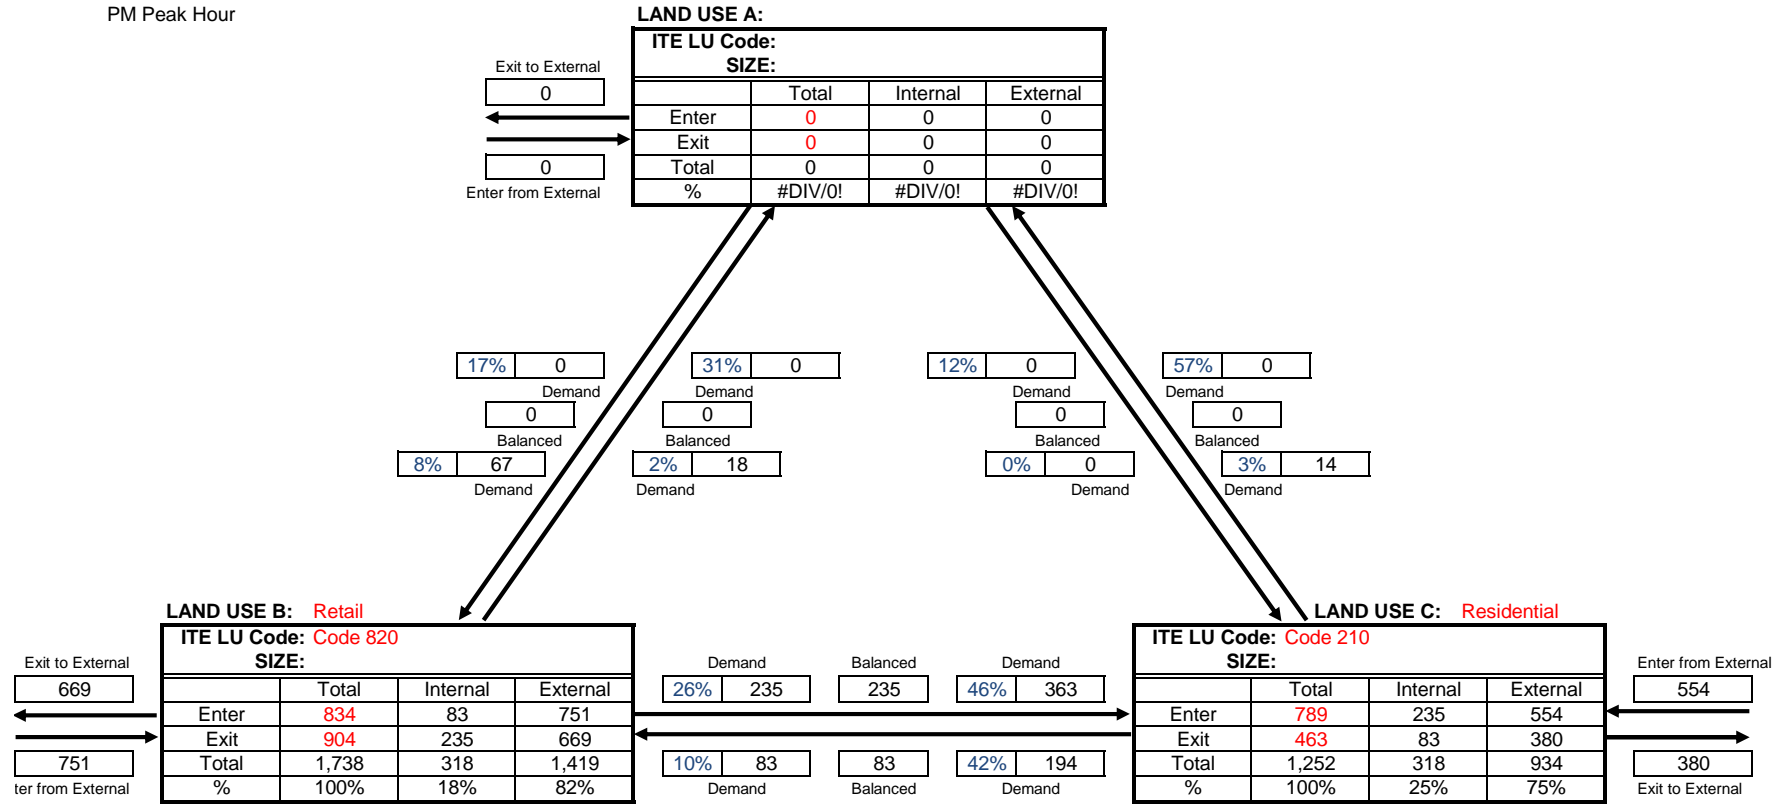 PM Peak Hour
LAND USE A:
ITE LU Code:
SIZE:
Exit to External
0
Total Internal External
Enter 0 0 0
Exit 0 0 0
Total 0 0 0
% #DIV/0! #DIV/0! #DIV/0!
0
Enter from External
17% 0 31% 0 12% 0 57% 0
Demand Demand Demand Demand
0 0 0 0
Balanced Balanced Balanced Balanced
8% 67 2% 18 0% 0 3% 14
Demand Demand Demand Demand
LAND USE B: Retail
ITE LU Code: Code 820
SIZE:
Exit to External
669
Total Internal External
Enter 834 83 751
Exit 904 235 669
Total 1,738 318 1,419
% 100% 18% 82%
751
ter from External
Demand Balanced Demand
26% 235 235 46% 363
10% 83 83 42% 194
Demand Balanced Demand
LAND USE C: Residential
ITE LU Code: Code 210
SIZE:
Total Internal External
Enter 789 235 554
Exit 463 83 380
Total 1,252 318 934
% 100% 25% 75%
Enter from External
554
380
Exit to External